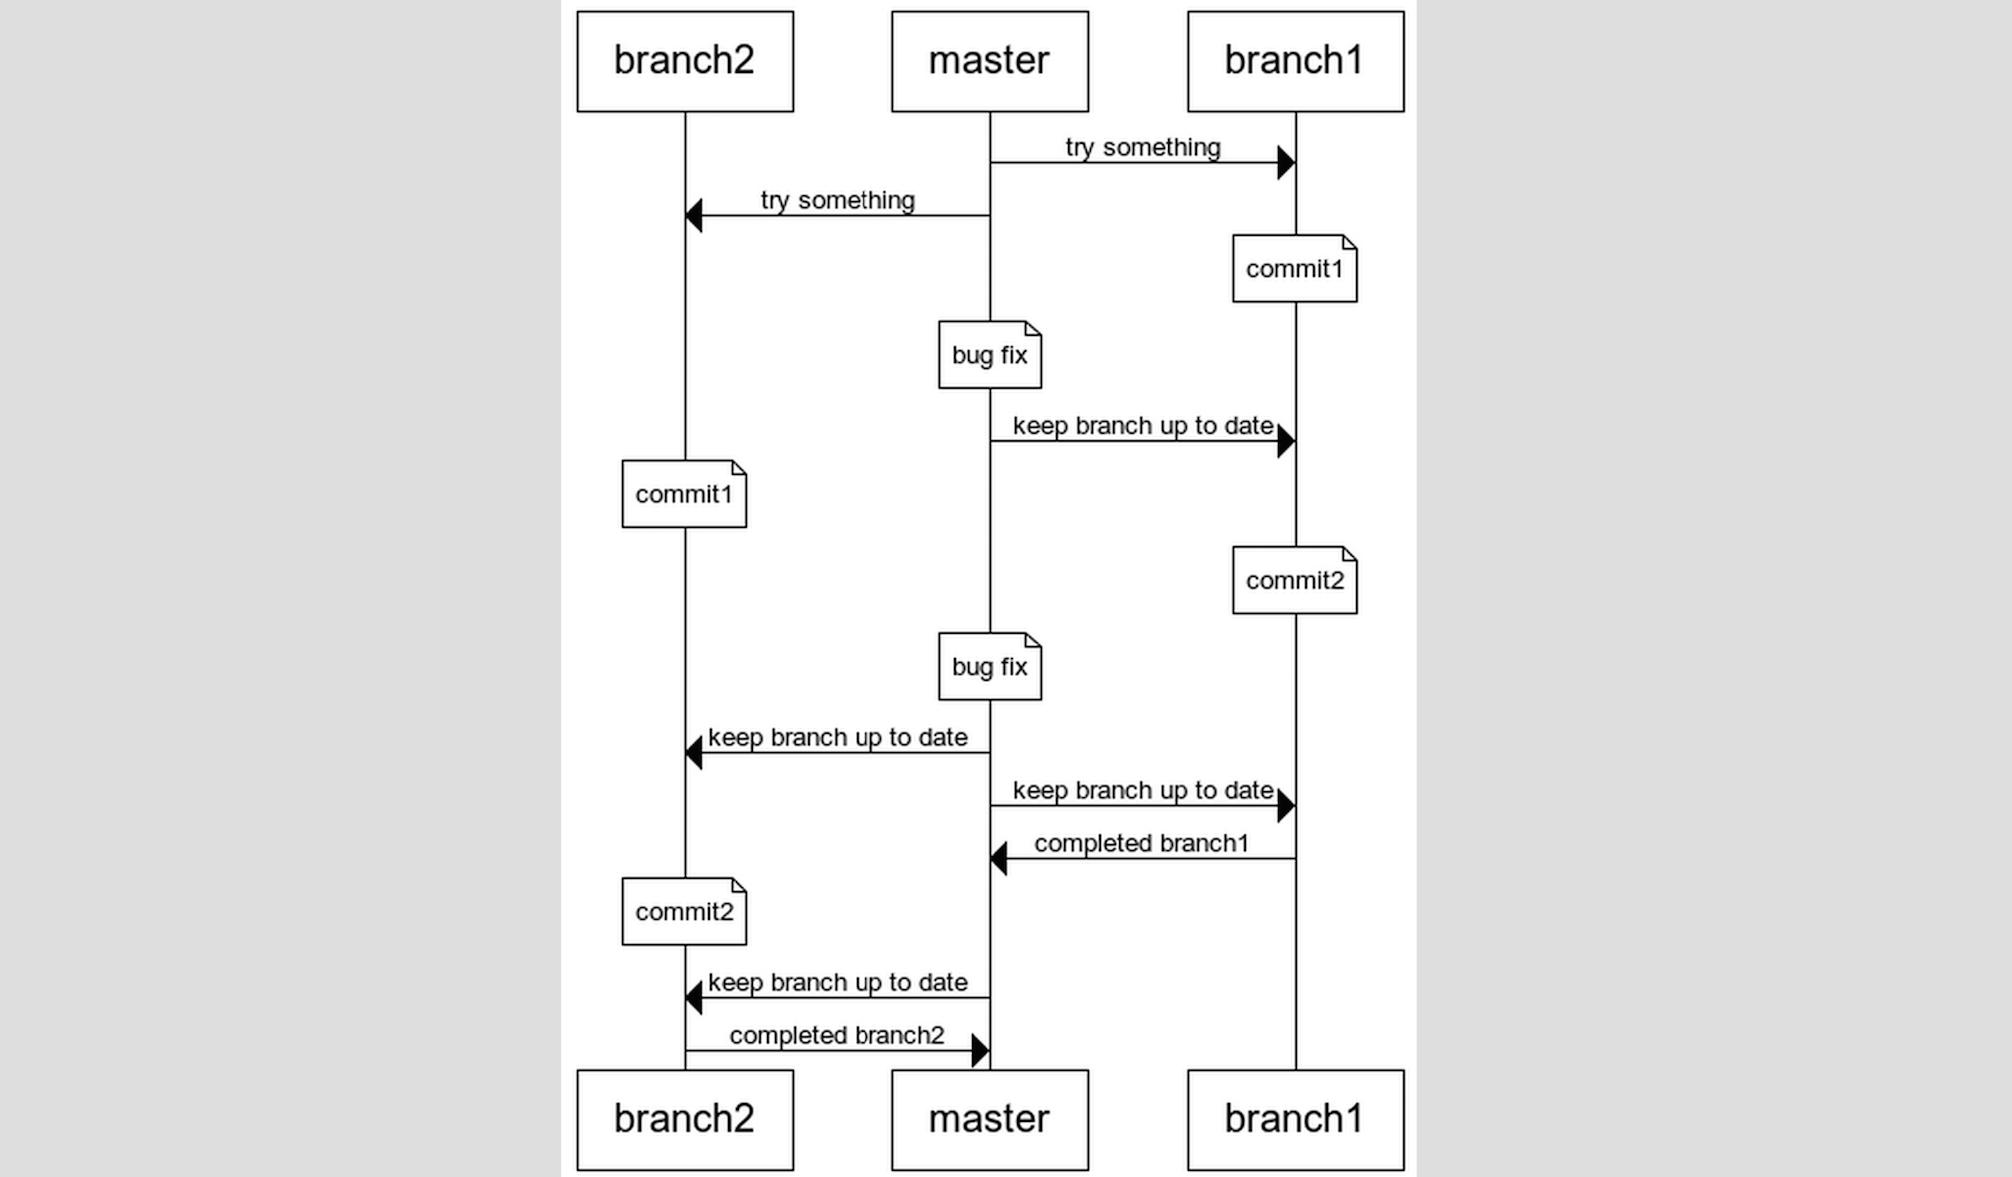 branch2
master
branch1
try something
try something
commit1
bug fix
keep branch up to date
commit1
commit2
bug fix
keep branch up to date
keep branch up to date
completed branch1
commit2
keep branch up to date
completed branch2
branch2
master
branch1